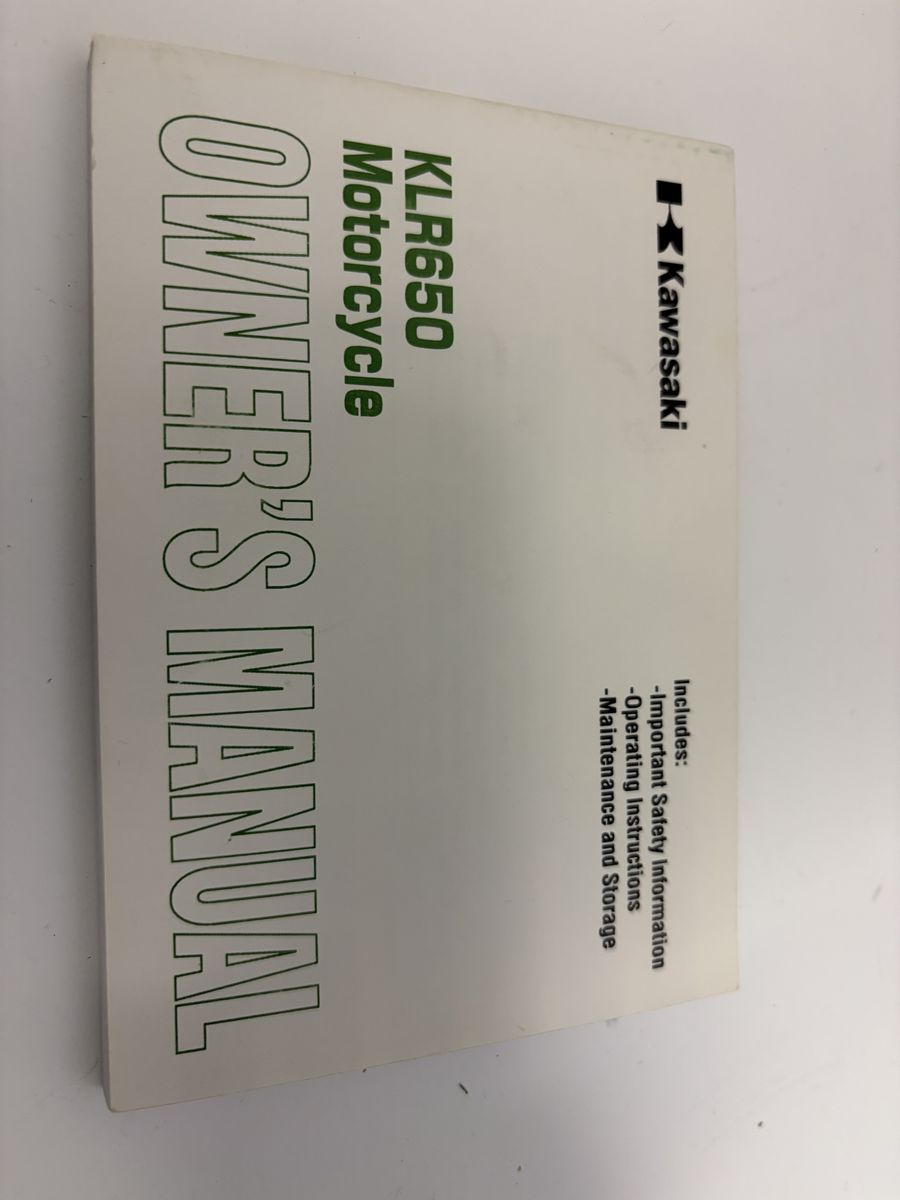 Kawasaki
Includes:
-Important Safety Information
-Operating Instructions
-Maintenance and Storage
KLR650
Motorcycle
OWNER'S MANUAL